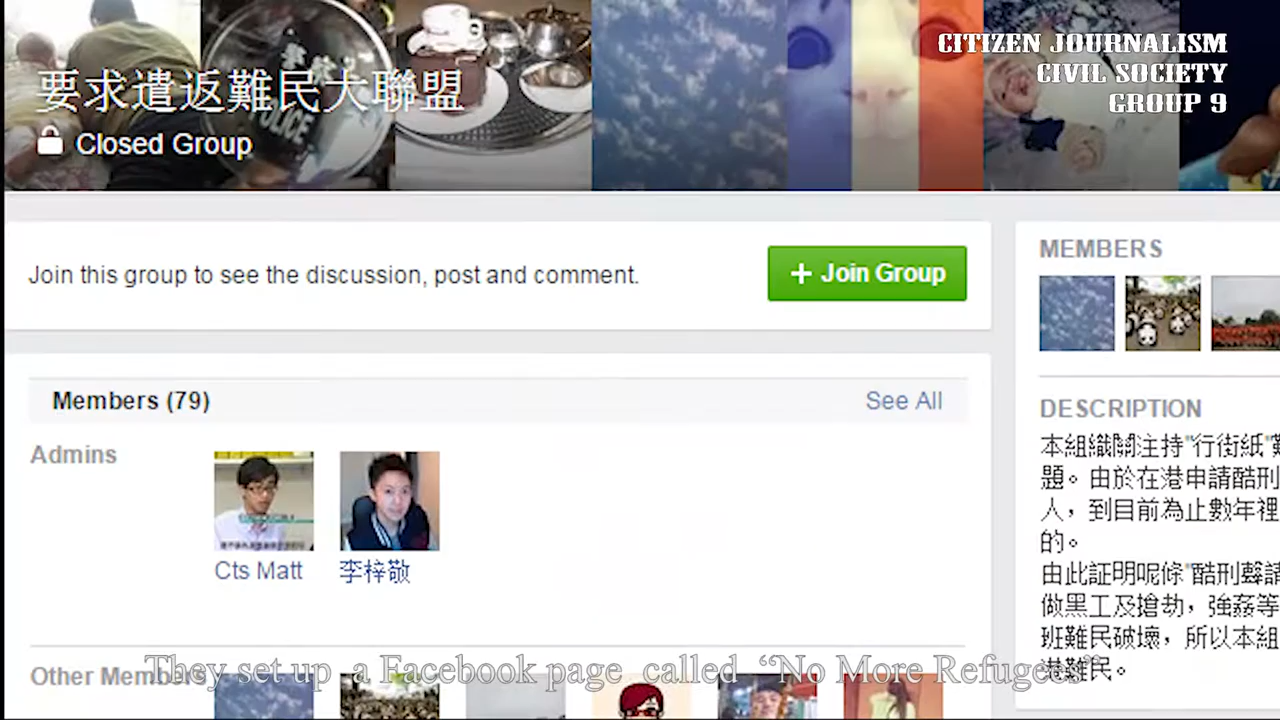 CITIZEN JOURNALISM
CIVIL SOCIETY
GROUP 9
要求遣返難民大聯盟
POLICE
Closed Group
Join this group to see the discussion, post and comment.
+ Join Group
Members (79)
See All
Admins
Cts Matt
李梓敬
MEMBERS
DESCRIPTION
本組織關注持"行街紙"難
題。由於在港申請酷刑
人，到目前為止數年裡
的。
由此証明呢條"酷刑聲請
做黑工及搶劫，強姦等
班難民破壞，所以本組
港難民。
Other Members
They set up a Facebook page called “No More Refugees”